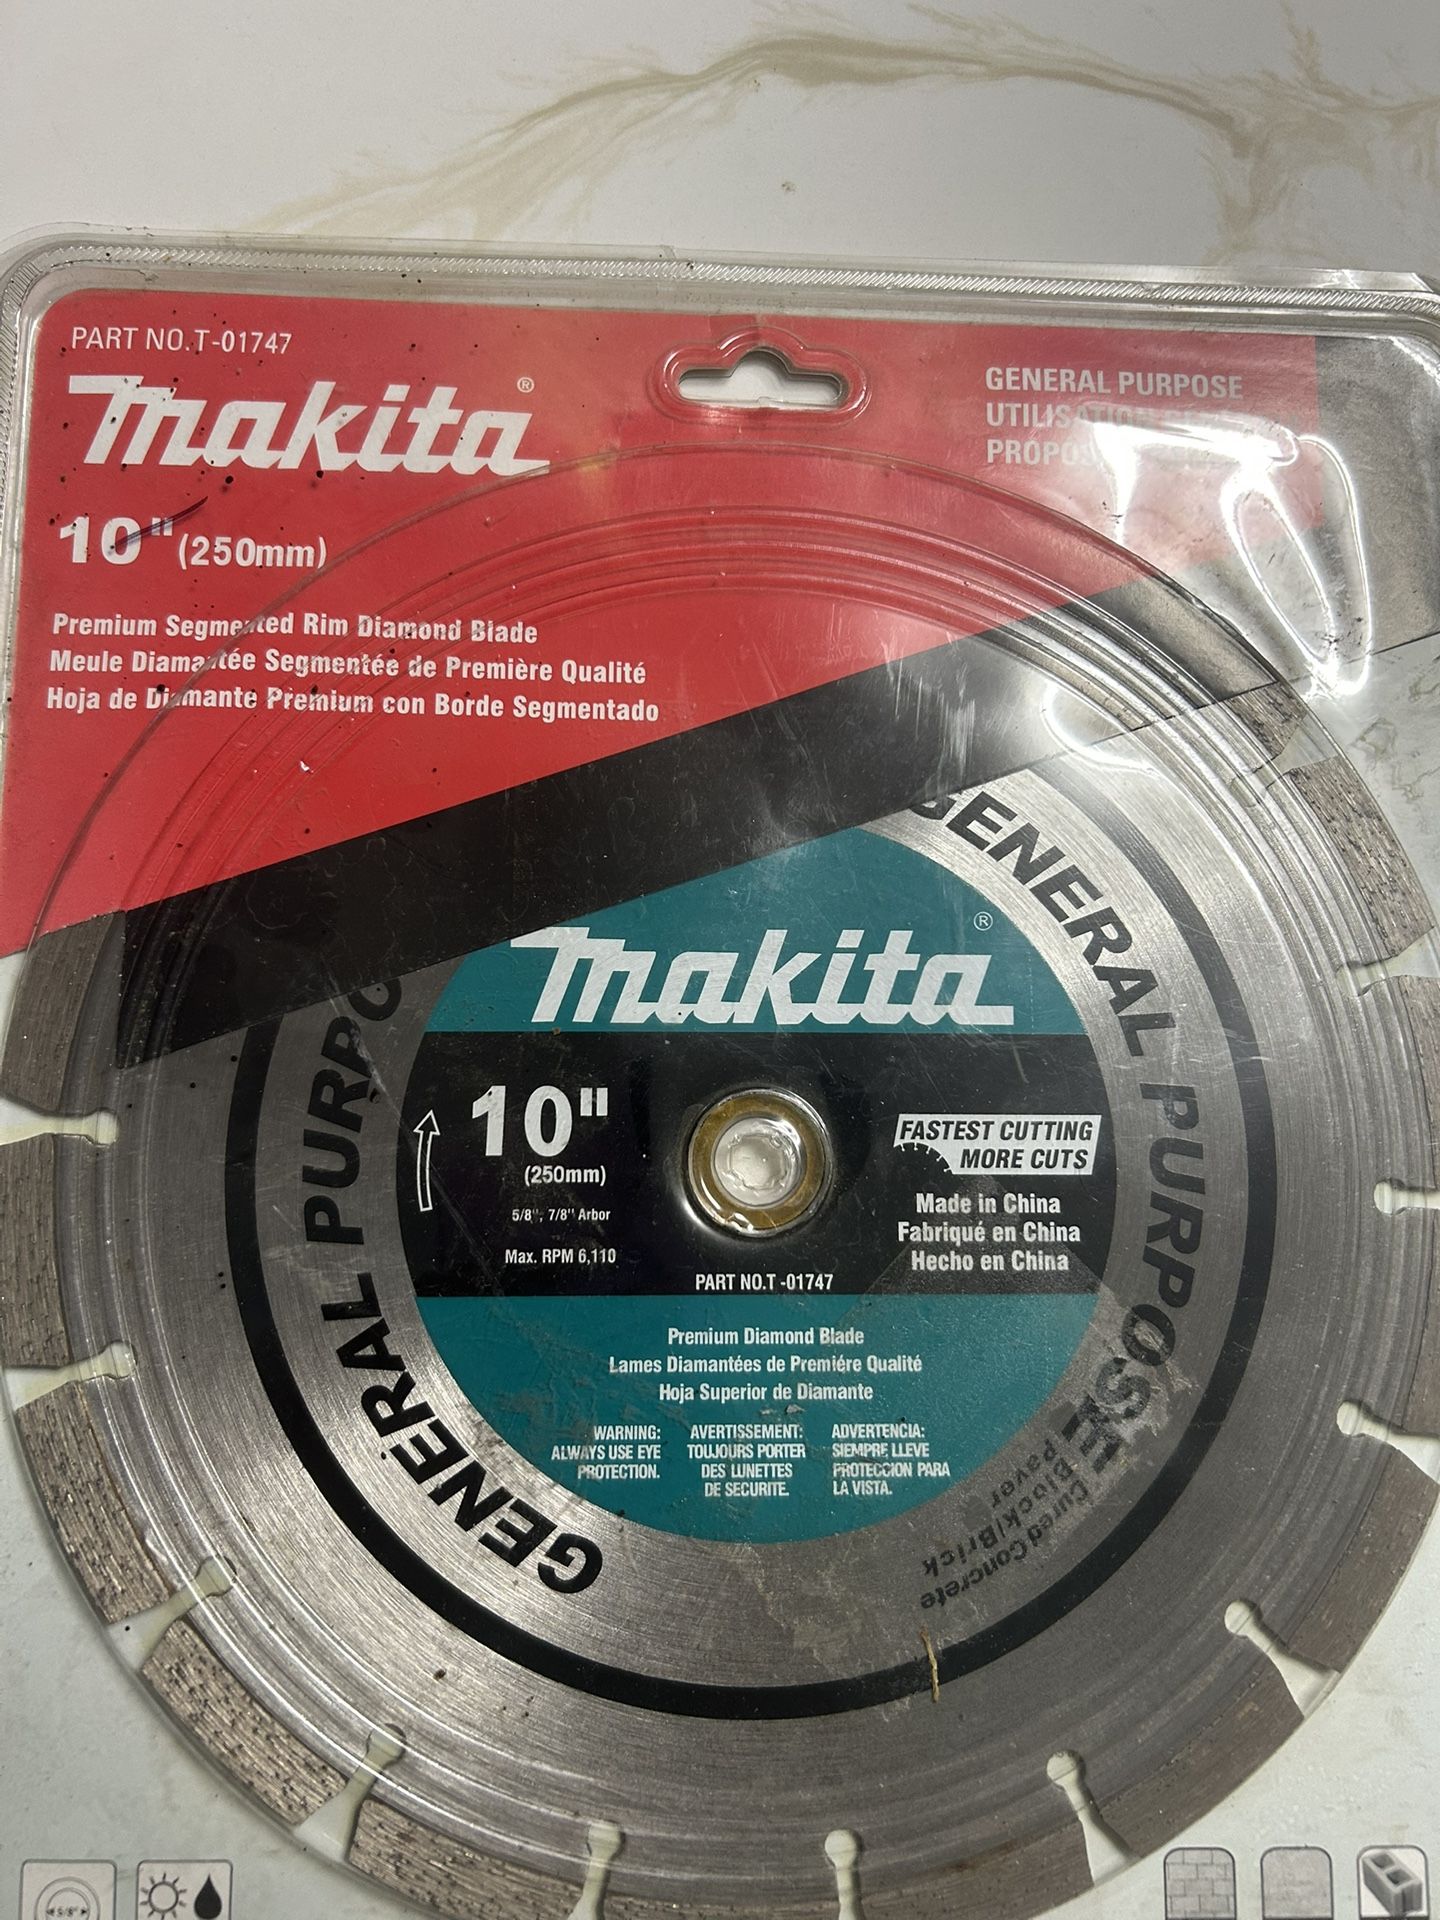 PART NO.T-01747
makita®
GENERAL PURPOSE
10" (250mm)
Premium Segmented Rim Diamond Blade
Meule Diamantée Segmentée de Première Qualité
Hoja de Diamante Premium con Borde Segmentado
GENERAL PURPOSE
GENERAL
makita®
10"
(250mm)
5/8", 7/8" Arbor
Max. RPM 6,110
FASTEST CUTTING
MORE CUTS
Made in China
Fabriqué en China
Hecho en China
PART NO.T -01747
Premium Diamond Blade
Lames Diamantées de Premiére Qualité
Hoja Superior de Diamante
WARNING:
ALWAYS USE EYE
PROTECTION.
AVERTISSEMENT:
TOUJOURS PORTER
DES LUNETTES
DE SECURITE.
ADVERTENCIA:
SIEMPRE LLEVE
PROTECCION PARA
LA VISTA.
Cured Concrete
Block/Brick
Paver
5/8"